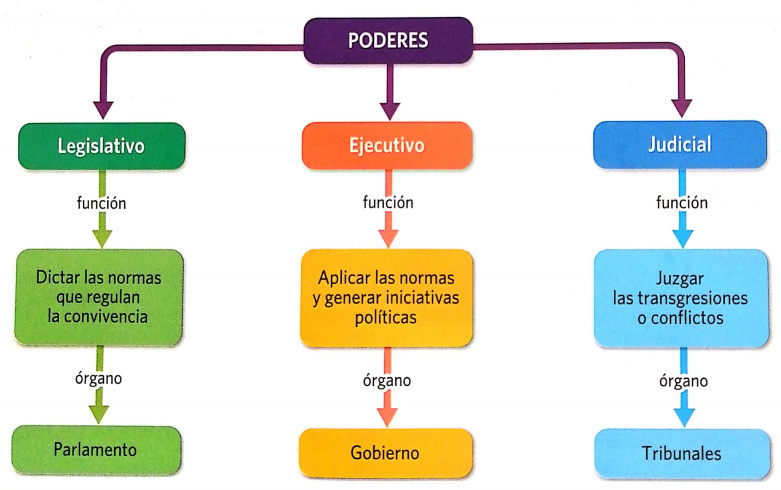 PODERES
Legislativo
Ejecutivo
Judicial
función
función
función
Dictar las normas
que regulan
la convivencia
Aplicar las normas
y generar iniciativas
políticas
Juzgar
las transgresiones
o conflictos
órgano
órgano
órgano
Parlamento
Gobierno
Tribunales